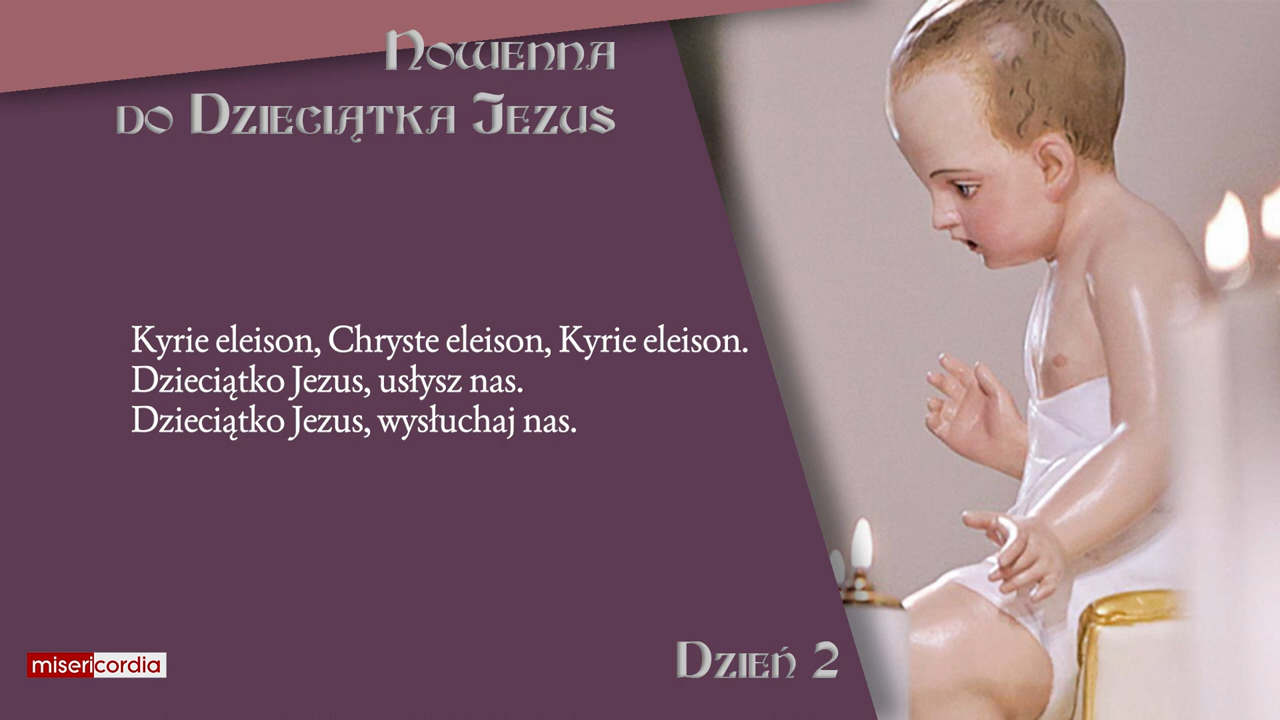 Nowenna
do Dzieciątka Jezus
Kyrie eleison, Chryste eleison, Kyrie eleison.
Dzieciątko Jezus, usłysz nas.
Dzieciątko Jezus, wysłuchaj nas.
misericordia
Dzień 2